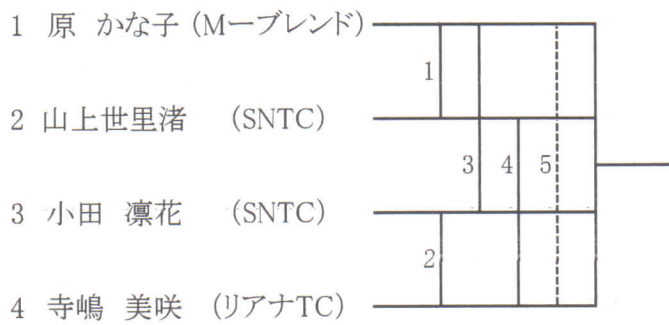 1 原 かな子 (Mーブレンド)
1
2 山上世里渚 (SNTC)
3 4 5
3 小田 凛花 (SNTC)
2
4 寺嶋 美咲 (リアナTC)